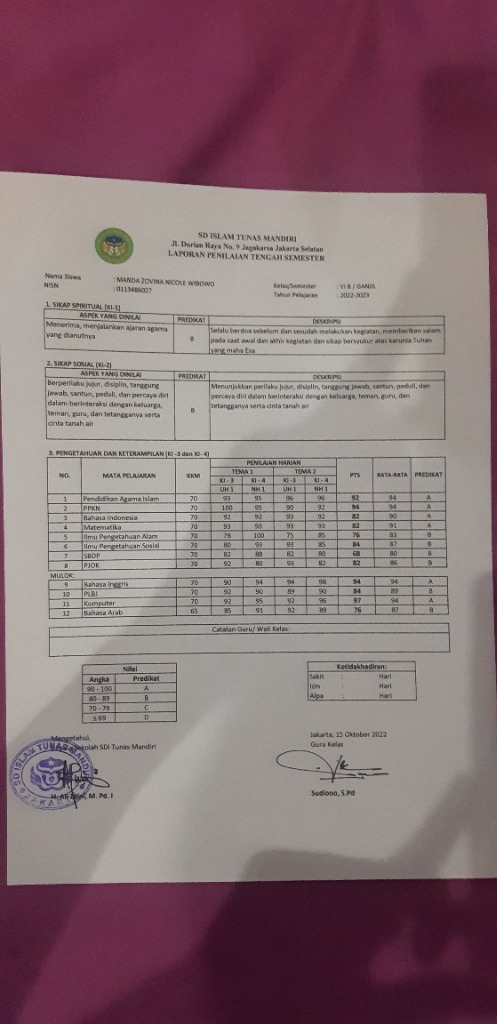 SD ISLAM TUNAS MANDIRI
Jl. Durian Raya No. 9 Jagakarsa Jakarta Selatan
LAPORAN PENILAIAN TENGAH SEMESTER
Nama Siswa : MANDA ZOVINA NICOLE WIBOWO Kelas/Semester : VI B / GANJIL
NISN : 0113486027 Tahun Pelajaran : 2022-2023
1. SIKAP SPIRITUAL (KI-1)
ASPEK YANG DINILAI PREDIKAT DESKRIPSI
Menerima, menjalankan ajaran agama yang dianutnya B Selalu berdoa sebelum dan sesudah melakukan kegiatan, memberikan salam
pada saat awal dan akhir kegiatan dan sikap bersyukur atas karunia Tuhan
yang maha Esa
2. SIKAP SOSIAL (KI-2)
ASPEK YANG DINILAI PREDIKAT DESKRIPSI
Berperilaku jujur, disiplin, tanggung
jawab, santun, peduli, dan percaya diri
dalam berinteraksi dengan keluarga,
teman, guru, dan tetangganya serta
cinta tanah air
B
Menunjukkan perilaku jujur, disiplin, tanggung jawab, santun, peduli, dan
percaya diri dalam berinteraksi dengan keluarga, teman, guru, dan
tetangganya serta cinta tanah air
3. PENGETAHUAN DAN KETERAMPILAN (KI -3 dan KI- 4)
NO. MATA PELAJARAN KKM PENILAIAN HARIAN PTS RATA-RATA PREDIKAT
TEMA 1 TEMA 2
KI - 3 KI - 4 KI -3 KI - 4
UH 1 NH 1 UH 1 NH 1
1 Pendidikan Agama Islam 70 93 95 96 96 92 94 A
2 PPKN 70 100 95 90 92 94 94 A
3 Bahasa Indonesia 70 92 92 93 92 82 90 A
4 Matematika 70 93 93 93 93 82 91 A
5 Ilmu Pengetahuan Alam 70 78 100 75 85 76 83 B
6 Ilmu Pengetahuan Sosial 70 80 93 93 85 84 87 B
7 SBDP 70 82 88 82 80 68 80 B
8 PJOK 70 92 80 93 82 82 86 B
MULOK:
9 Bahasa Inggris 70 90 94 94 98 94 94 A
10 PLBJ 70 92 90 89 90 84 89 B
11 Komputer 70 92 95 92 96 97 94 A
12 Bahasa Arab 65 85 91 92 89 76 87 B
Catatan Guru/ Wali Kelas:
Nilai
Angka Predikat
90 - 100 A
80 - 89 B
70 - 79 C
≤ 69 D
Ketidakhadiran:
Sakit : Hari
Izin : Hari
Alpa : Hari
Mengetahui,
Sekolah SDI Tunas Mandiri
Jakarta, 15 Oktober 2022
Guru Kelas
SD ISLAM TUNAS MANDIRI
JAKARTA
M. Pd. I
Sudiono, S.Pd